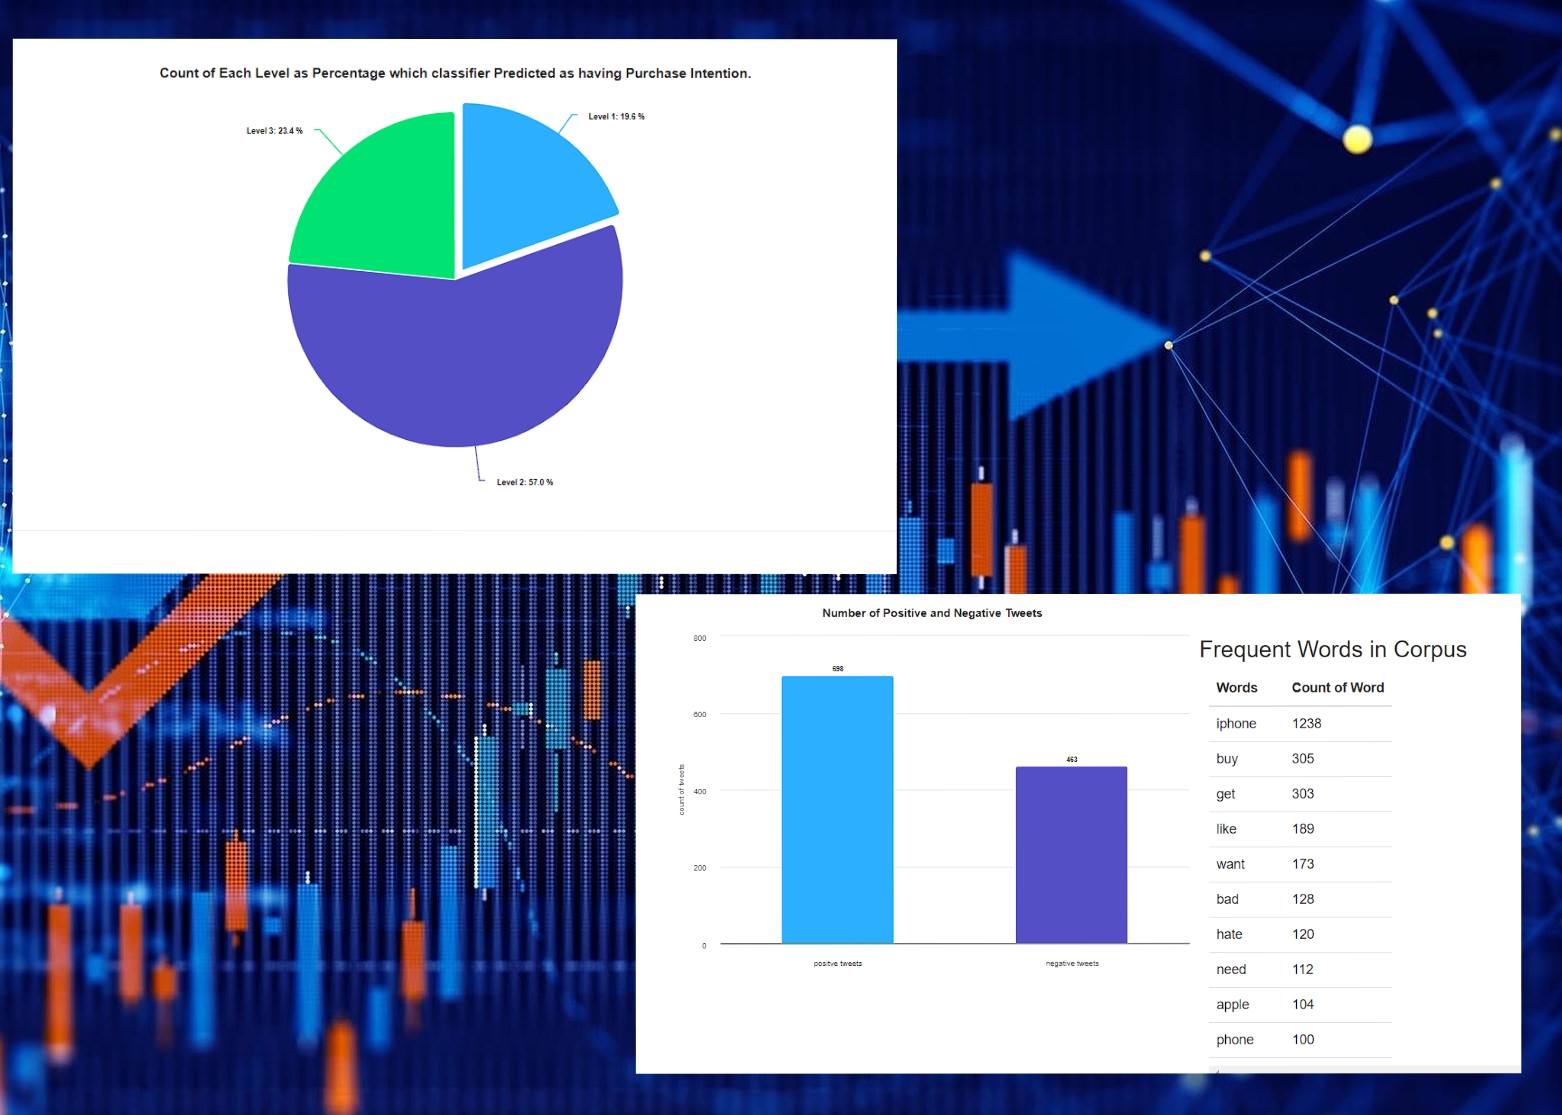 Count of Each Level as Percentage which classifier Predicted as having Purchase Intention.
Level 1: 19.6 %
Level 3: 23.4 %
Level 2: 57.0 %
Number of Positive and Negative Tweets
800
600
400
200
0
count of tweets
698
463
positve tweets
negative tweets
Frequent Words in Corpus
Words Count of Word
iphone 1238
buy 305
get 303
like 189
want 173
bad 128
hate 120
need 112
apple 104
phone 100